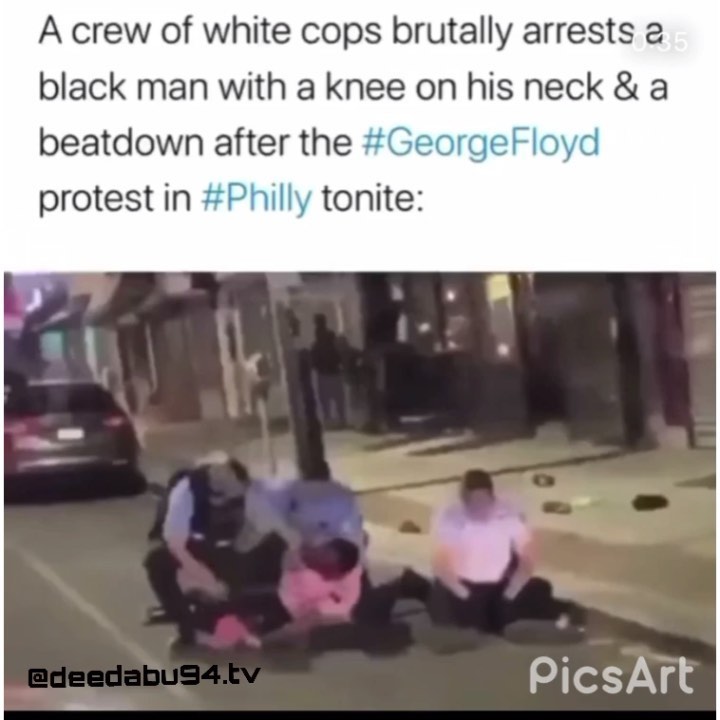 A crew of white cops brutally arrests a
0:35
black man with a knee on his neck & a
beatdown after the #GeorgeFloyd
protest in #Philly tonite:
@deedabu94.tv
PicsArt